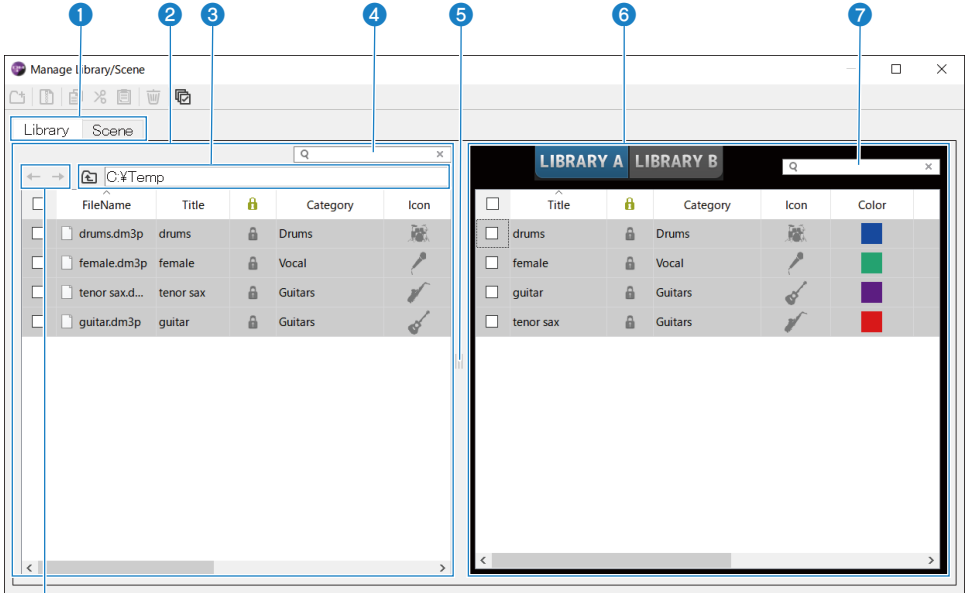 1 2 3 4 5 6 7
Manage Library/Scene
Library Scene
LIBRARY A LIBRARY B
C:¥Temp
FileName Title Category Icon
drums.dm3p drums Drums
female.dm3p female Vocal
tenor sax.d... tenor sax Guitars
guitar.dm3p guitar Guitars
Title Category Icon Color
drums Drums
female Vocal
guitar Guitars
tenor sax Guitars